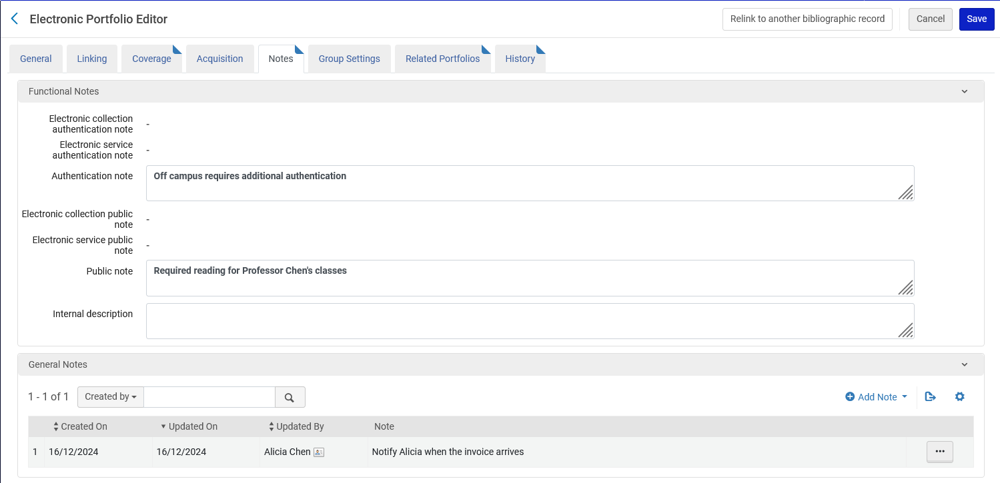 Electronic Portfolio Editor
Relink to another bibliographic record
Cancel
Save
General
Linking
Coverage
Acquisition
Notes
Group Settings
Related Portfolios
History
Functional Notes
Electronic collection
authentication note
-
Electronic service
authentication note
-
Authentication note
Off campus requires additional authentication
Electronic collection public
note
-
Electronic service public
note
-
Public note
Required reading for Professor Chen's classes
Internal description
General Notes
1 - 1 of 1
Created by
Add Note
Created On
Updated On
Updated By
Note
1
16/12/2024
16/12/2024
Alicia Chen
Notify Alicia when the invoice arrives